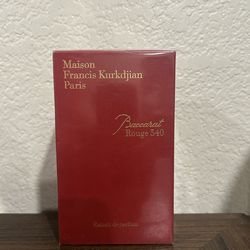 Maison
Francis Kurkdjian
Paris
Baccarat
Rouge 540
Extrait de parfum